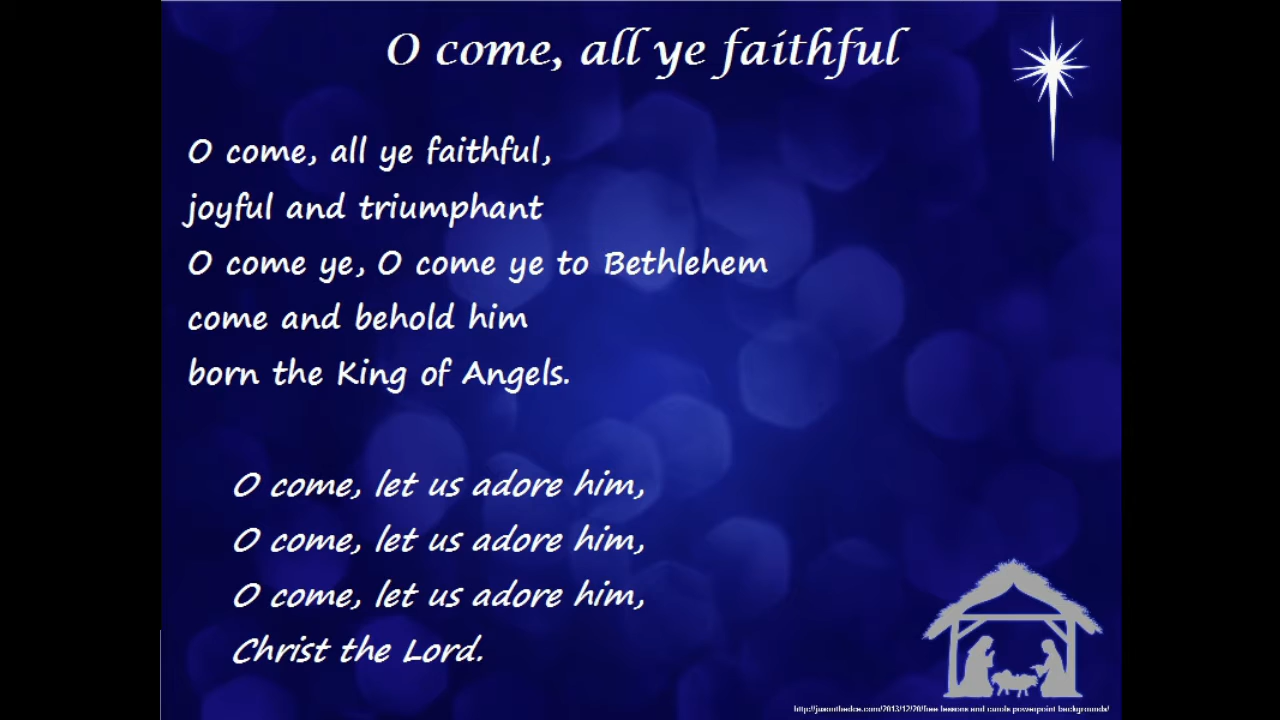 O come, all ye faithful
O come, all ye faithful,
joyful and triumphant
O come ye, O come ye to Bethlehem
come and behold him
born the King of Angels.
O come, let us adore him,
O come, let us adore him,
O come, let us adore him,
Christ the Lord.